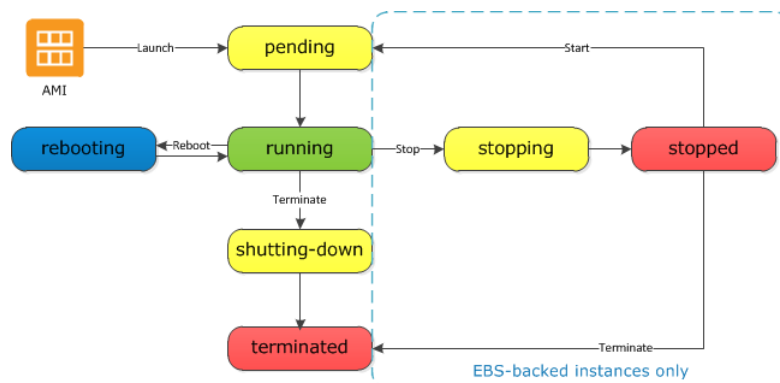 pending
Launch
Start
AMI
rebooting
Reboot
running
Stop
stopping
stopped
Terminate
shutting-down
terminated
Terminate
EBS-backed instances only